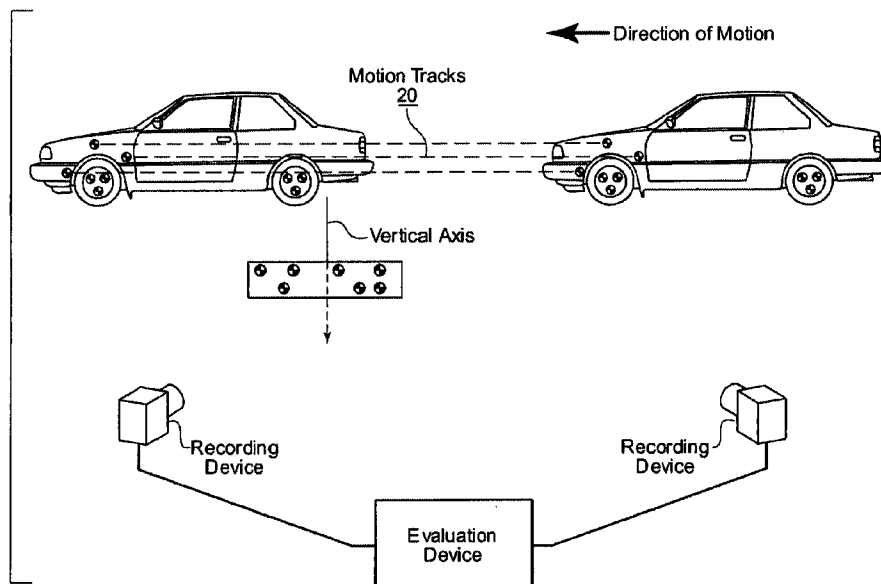 Direction of Motion
Motion Tracks
20
Vertical Axis
Recording
Device
Recording
Device
Evaluation
Device